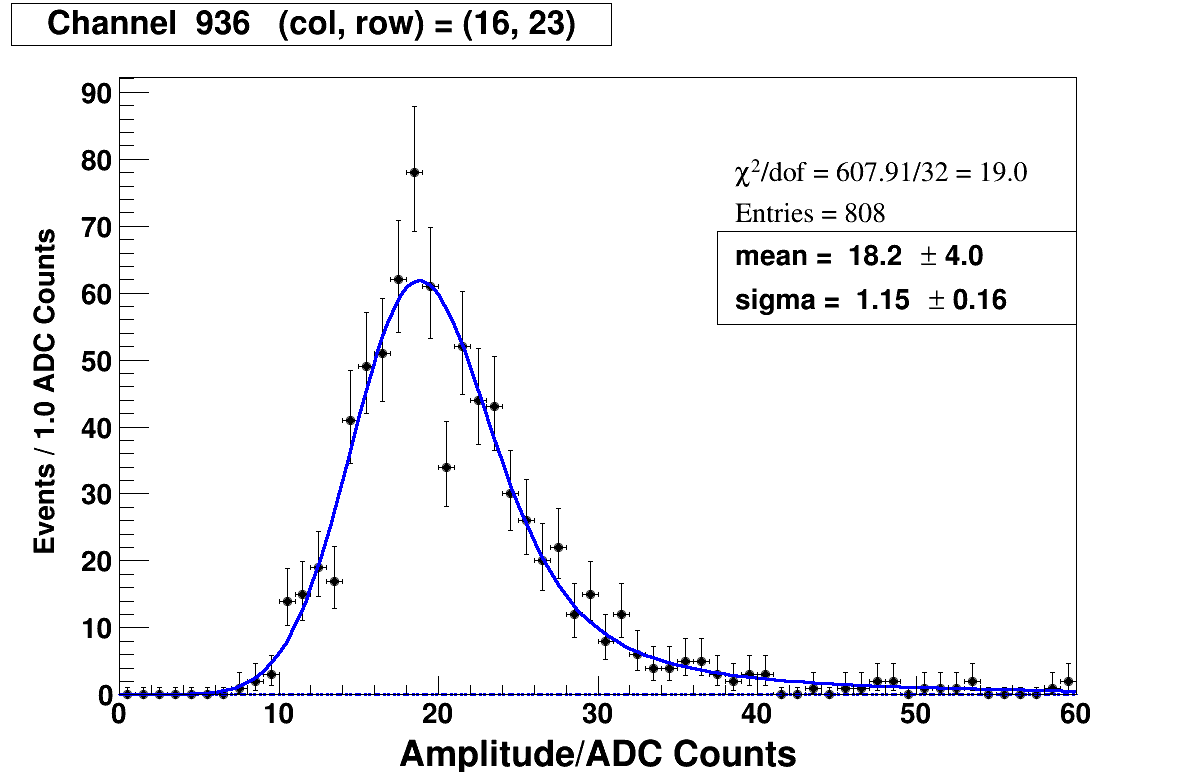 Channel 936 (col, row) = (16, 23)
90
80
70
60
50
40
30
20
10
0
Events / 1.0 ADC Counts
χ²/dof = 607.91/32 = 19.0
Entries = 808
mean = 18.2 ± 4.0
sigma = 1.15 ± 0.16
0 10 20 30 40 50 60
Amplitude/ADC Counts